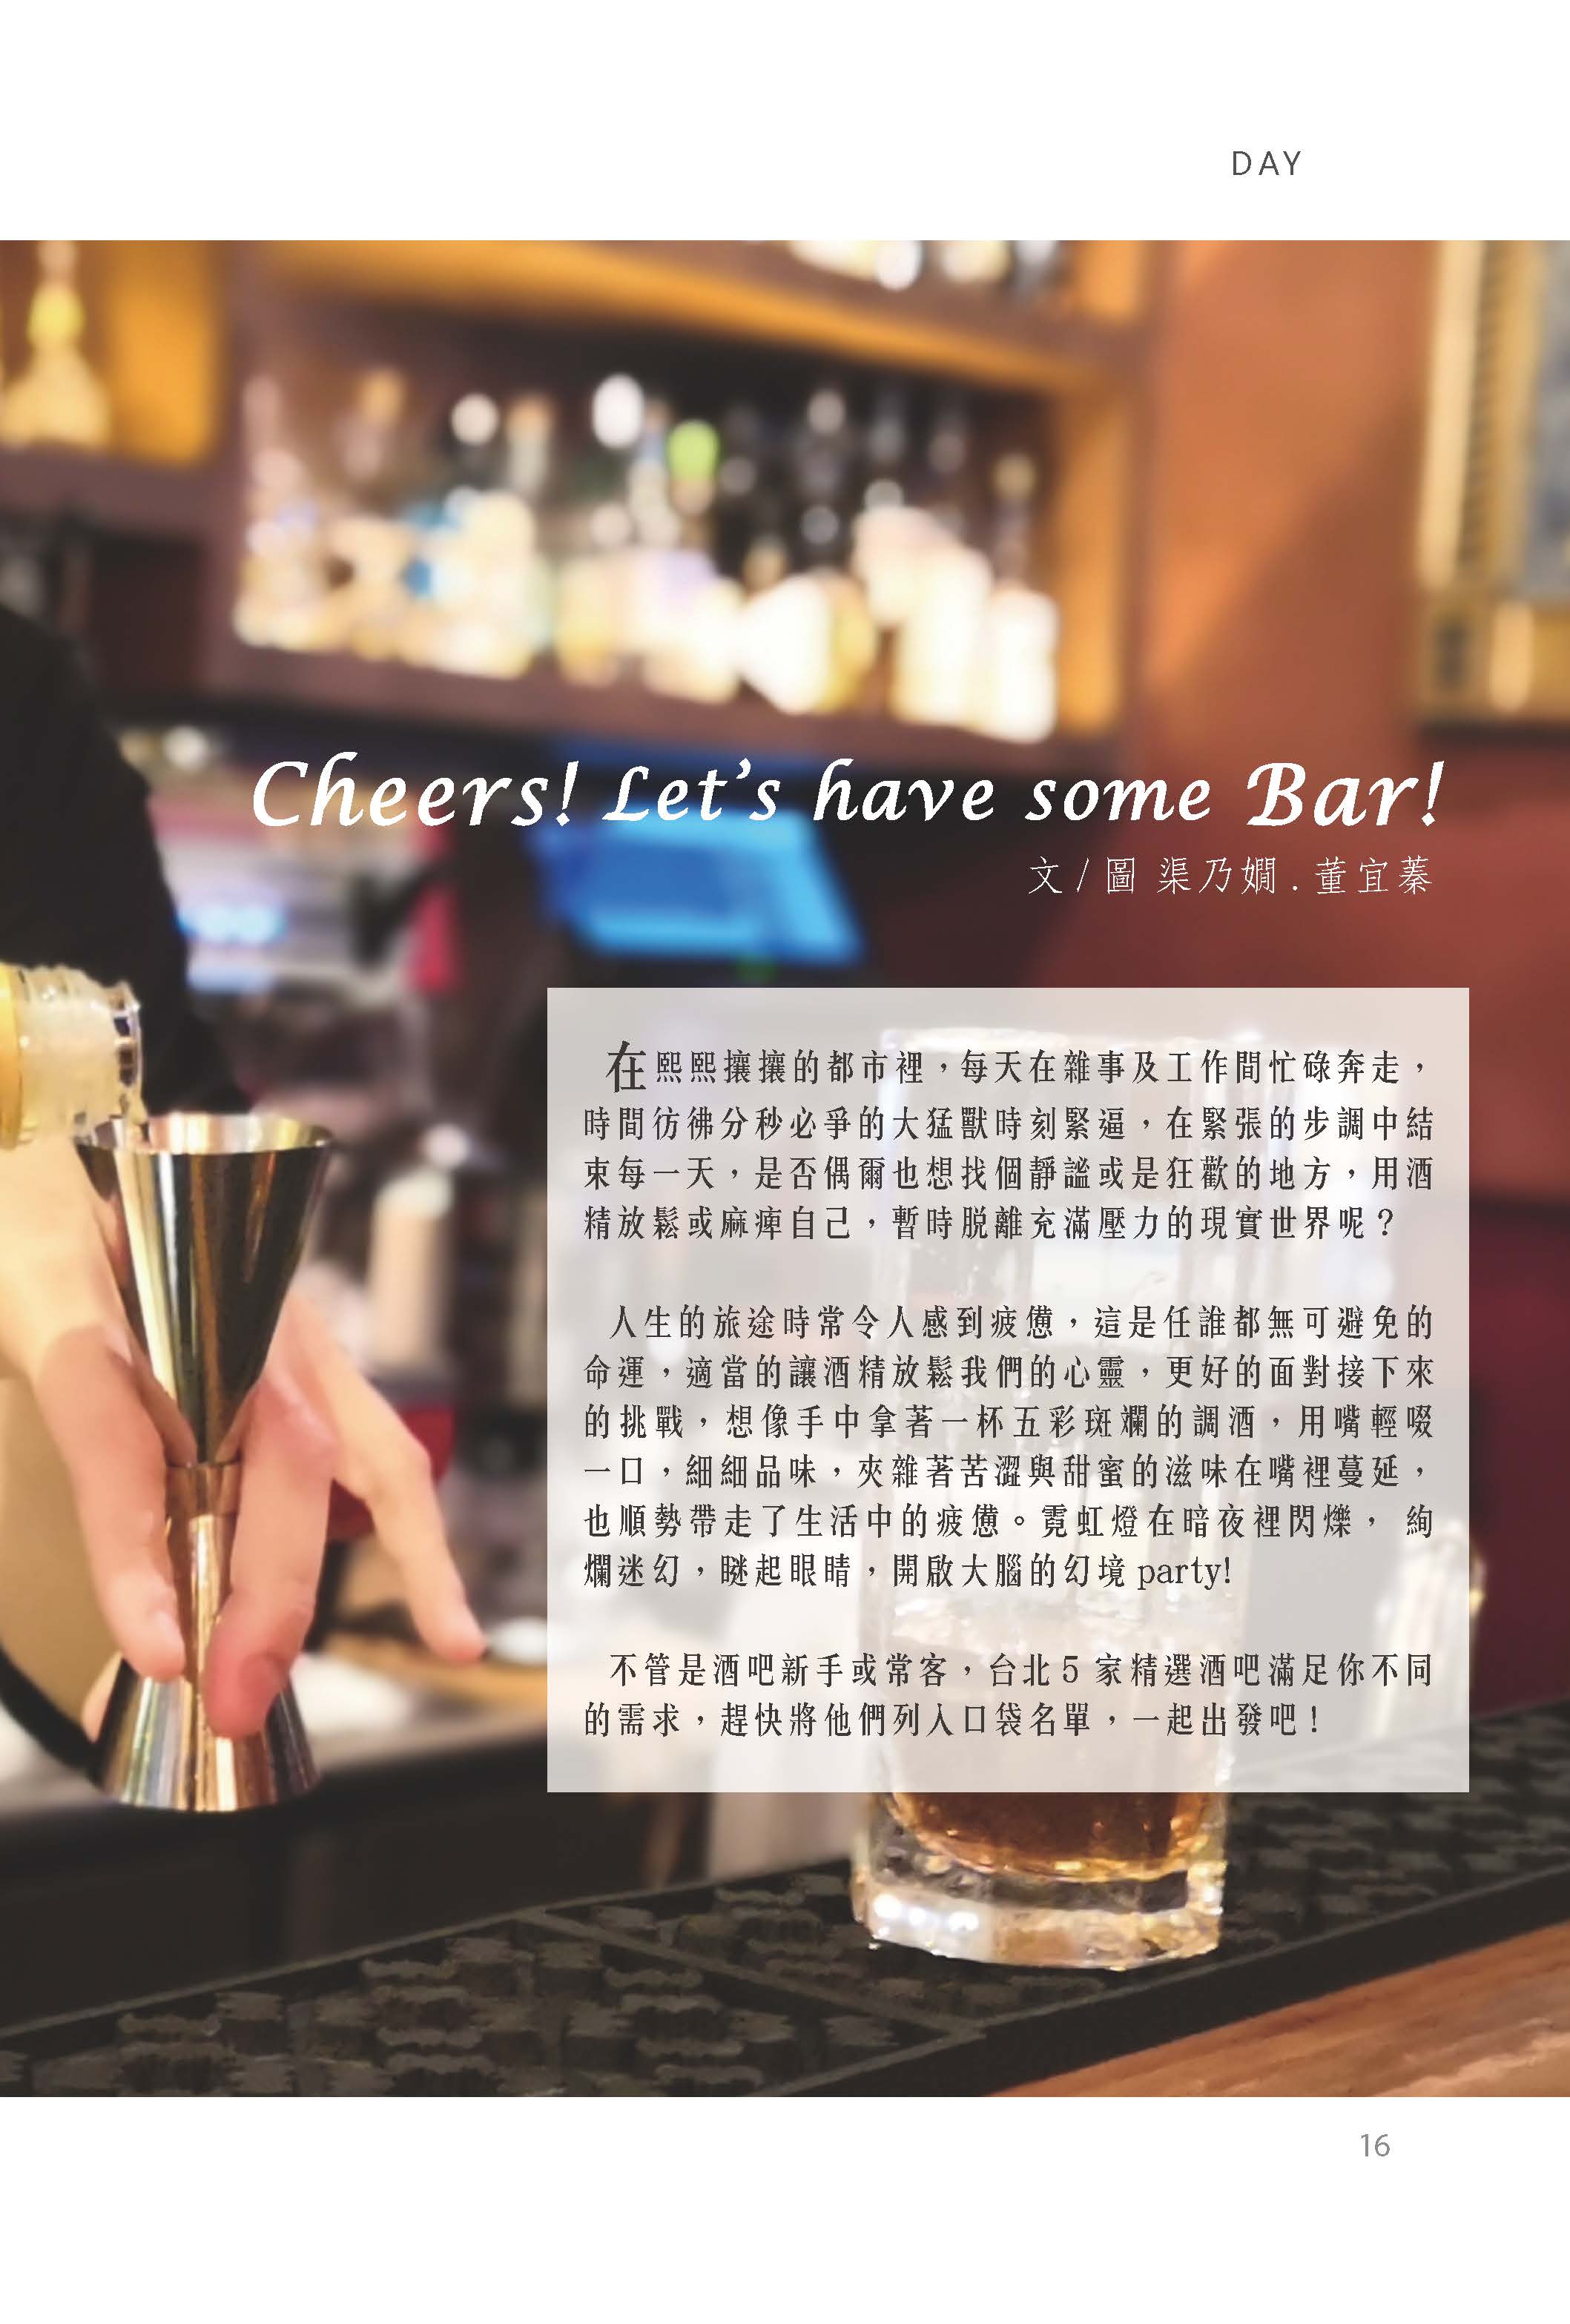 DAY
Cheers! Let's have some Bar!
文/圖 渠乃嫺.董宜蓁
在熙熙攘攘的都市裡，每天在雜事及工作間忙碌奔走，
時間彷彿分秒必爭的大猛獸時刻緊逼，在緊張的步調中結
束每一天，是否偶爾也想找個靜謐或是狂歡的地方，用酒
精放鬆或麻痺自己，暫時脫離充滿壓力的現實世界呢？
人生的旅途時常令人感到疲憊，這是任誰都無可避免的
命運，適當的讓酒精放鬆我們的心靈，更好的面對接下來
的挑戰，想像手中拿著一杯五彩斑斕的調酒，用嘴輕啜
一口，細細品味，夾雜著苦澀與甜蜜的滋味在嘴裡蔓延，
也順勢帶走了生活中的疲憊。霓虹燈在暗夜裡閃爍， 絢
爛迷幻，瞇起眼睛，開啟大腦的幻境 party!
不管是酒吧新手或常客，台北 5 家精選酒吧滿足你不同
的需求，趕快將他們列入口袋名單，一起出發吧！
16